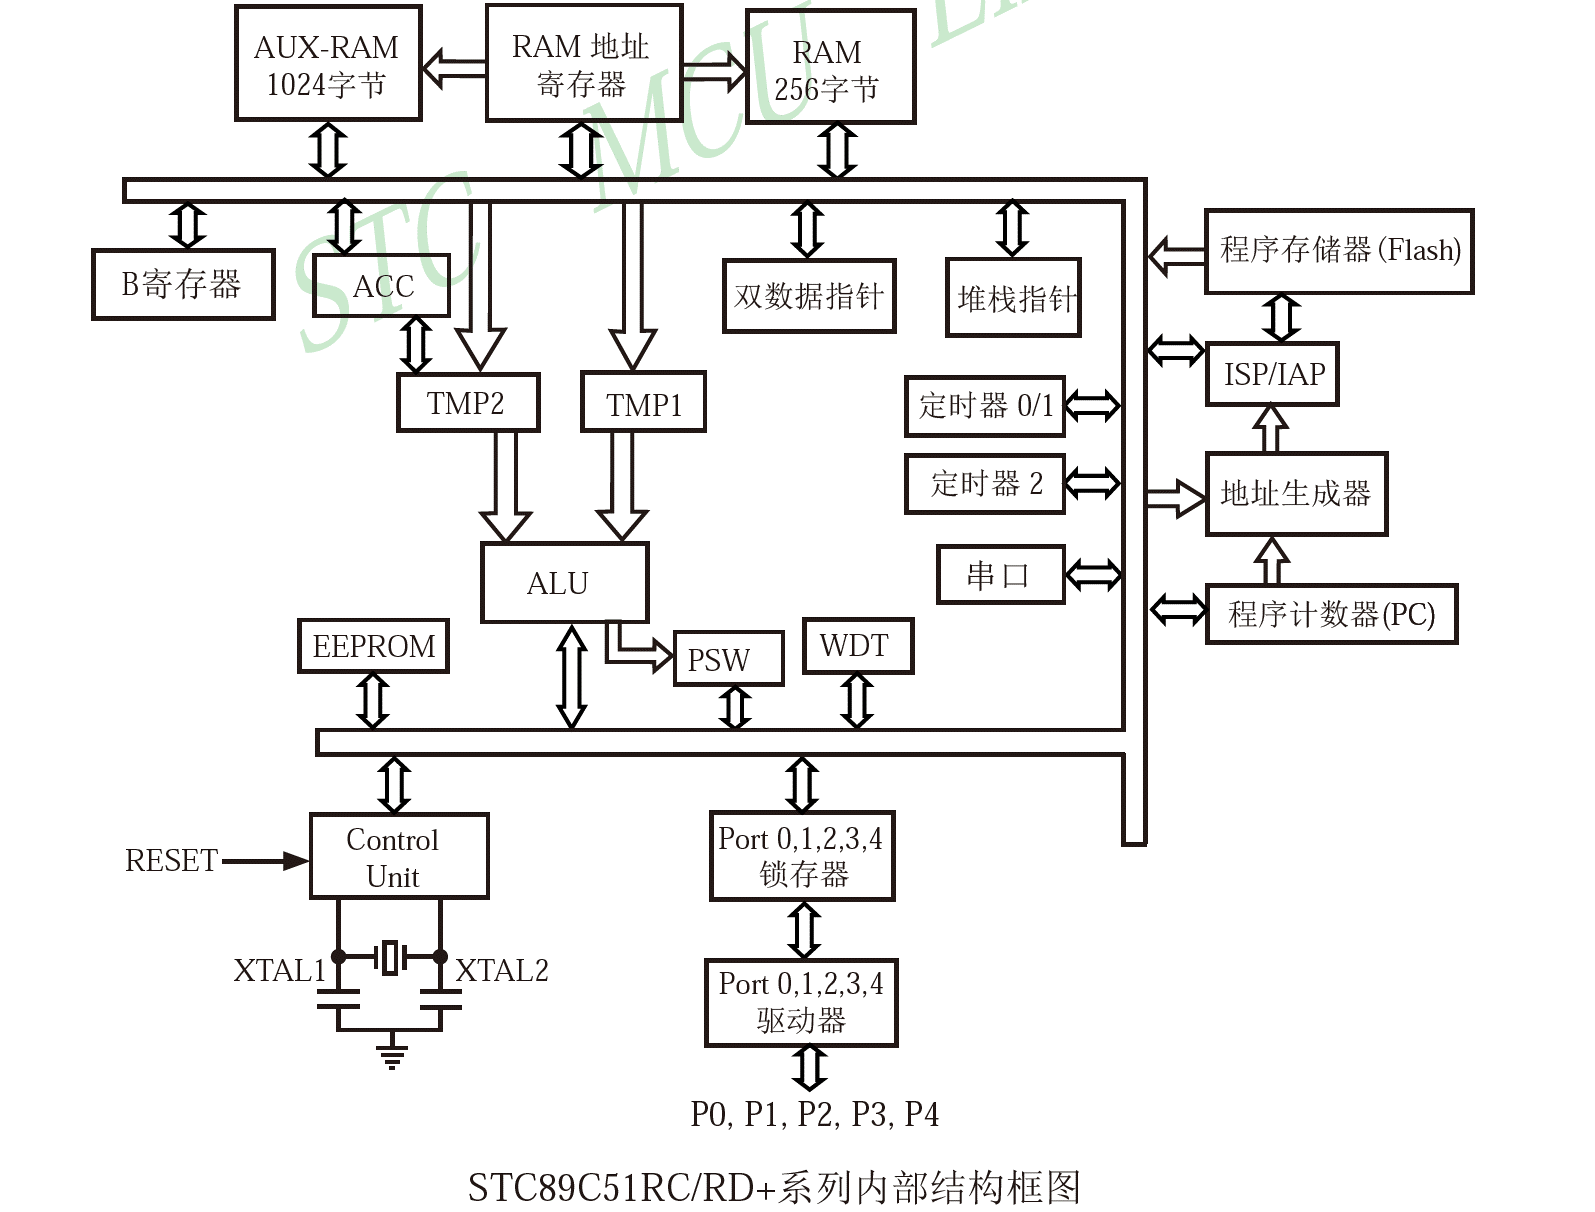 STC MCU
AUX-RAM
1024字节
RAM 地址
寄存器
RAM
256字节
B寄存器
ACC
双数据指针
堆栈指针
程序存储器(Flash)
TMP2
TMP1
定时器 0/1
ISP/IAP
定时器 2
地址生成器
ALU
串口
程序计数器(PC)
EEPROM
PSW
WDT
RESET
Control
Unit
Port 0,1,2,3,4
锁存器
XTAL1
XTAL2
Port 0,1,2,3,4
驱动器
P0, P1, P2, P3, P4
STC89C51RC/RD+系列内部结构框图